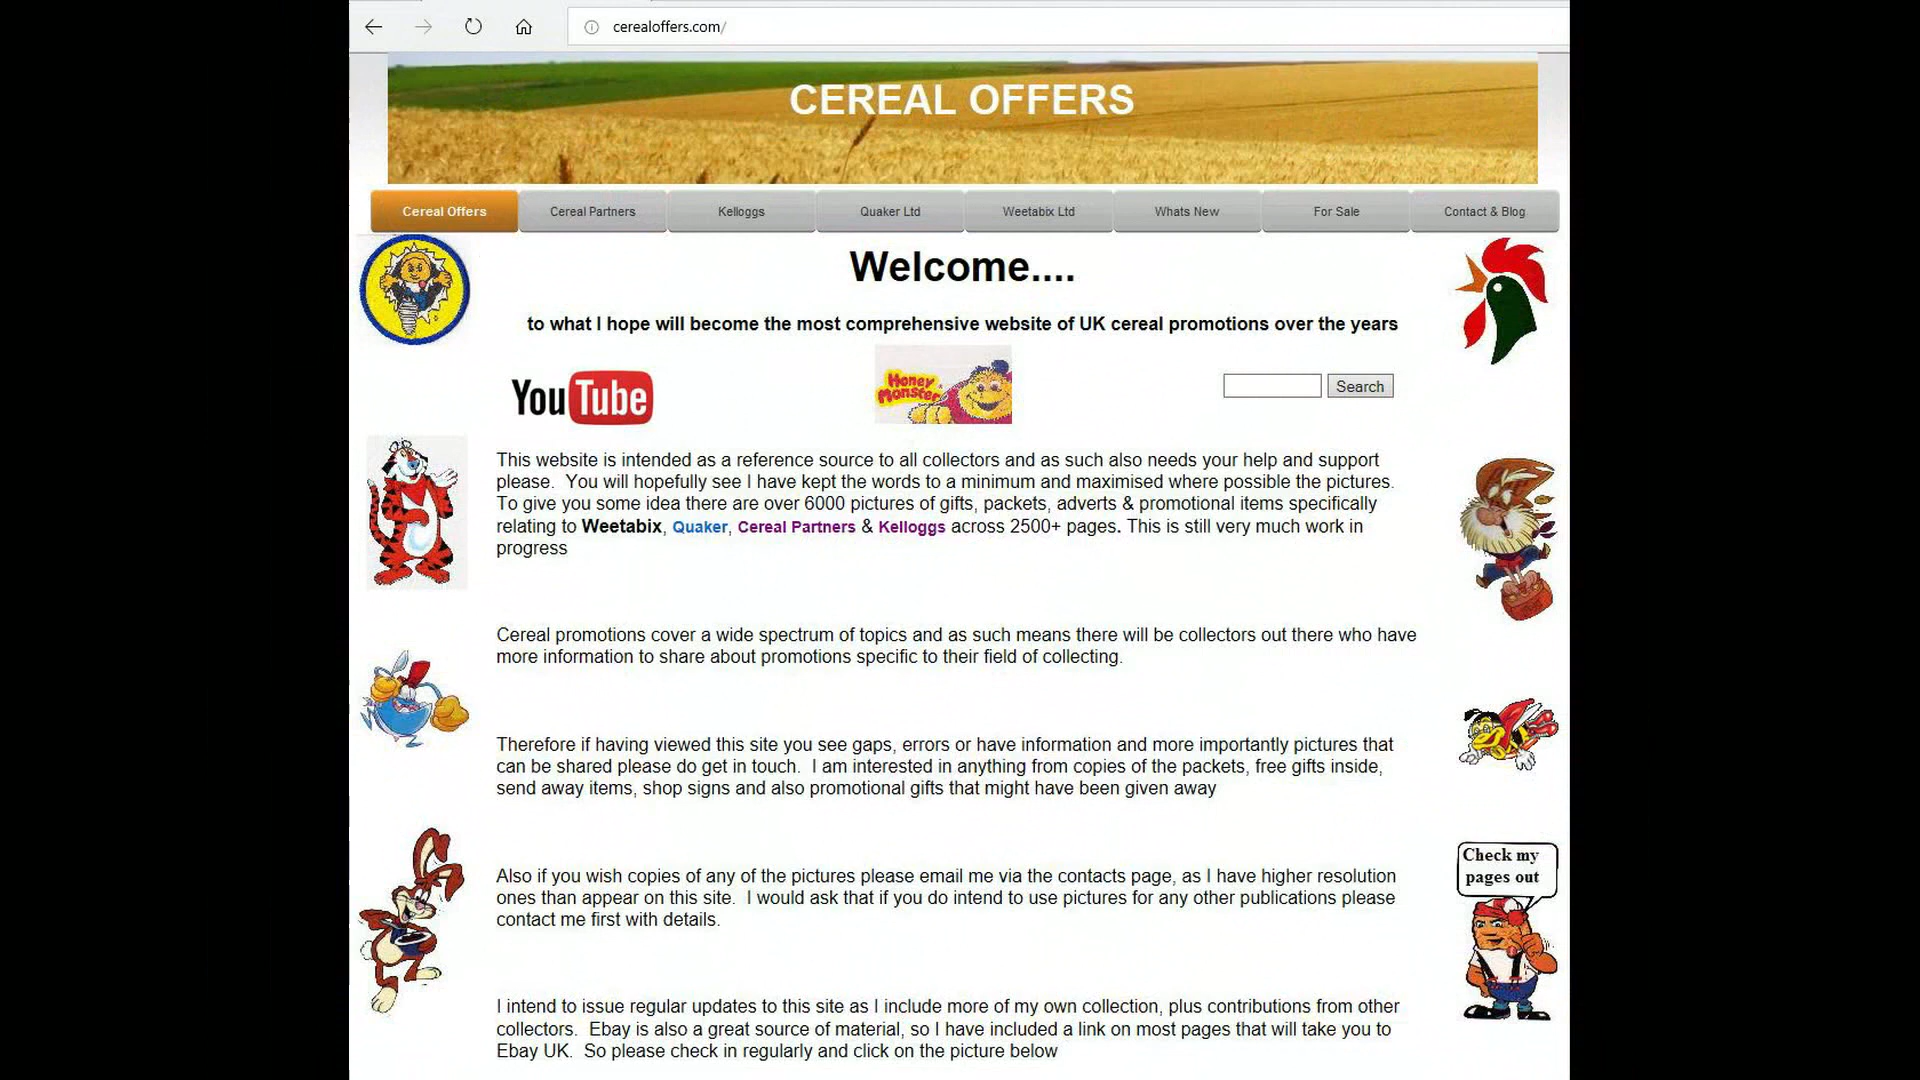 cerealoffers.com/
CEREAL OFFERS
Cereal Offers Cereal Partners Kelloggs Quaker Ltd Weetabix Ltd Whats New For Sale Contact & Blog
Welcome....
to what I hope will become the most comprehensive website of UK cereal promotions over the years
YouTube
Honey
Monster
Search
This website is intended as a reference source to all collectors and as such also needs your help and support
please. You will hopefully see I have kept the words to a minimum and maximised where possible the pictures.
To give you some idea there are over 6000 pictures of gifts, packets, adverts & promotional items specifically
relating to Weetabix, Quaker, Cereal Partners & Kelloggs across 2500+ pages. This is still very much work in
progress
Cereal promotions cover a wide spectrum of topics and as such means there will be collectors out there who have
more information to share about promotions specific to their field of collecting.
Therefore if having viewed this site you see gaps, errors or have information and more importantly pictures that
can be shared please do get in touch. I am interested in anything from copies of the packets, free gifts inside,
send away items, shop signs and also promotional gifts that might have been given away
Check my
pages out
Also if you wish copies of any of the pictures please email me via the contacts page, as I have higher resolution
ones than appear on this site. I would ask that if you do intend to use pictures for any other publications please
contact me first with details.
I intend to issue regular updates to this site as I include more of my own collection, plus contributions from other
collectors. Ebay is also a great source of material, so I have included a link on most pages that will take you to
Ebay UK. So please check in regularly and click on the picture below